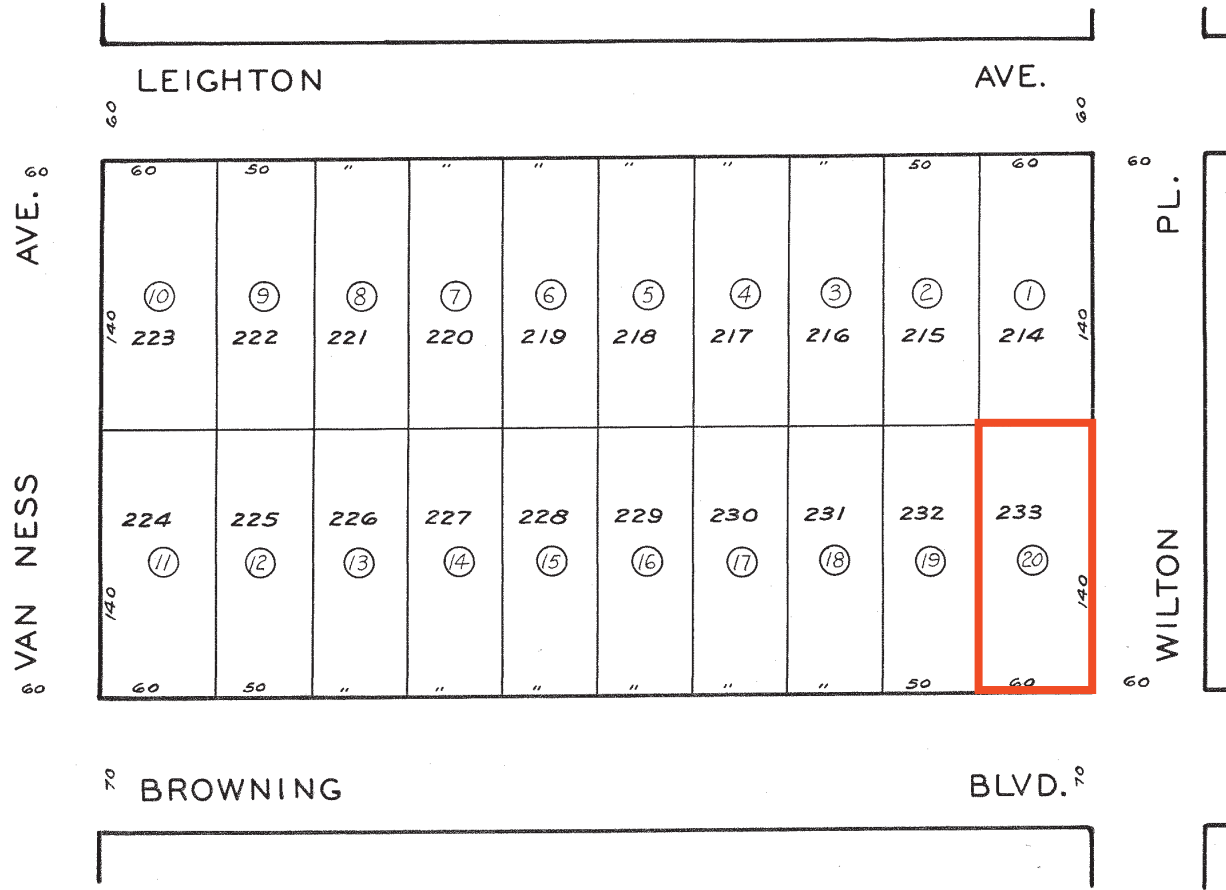 LEIGHTON AVE.
60 60
60 60
60 50 " " " " " " 50 60
AVE.
PL.
10 9 8 7 6 5 4 3 2 1
140 223 222 221 220 219 218 217 216 215 214 140
224 225 226 227 228 229 230 231 232 233
11 12 13 14 15 16 17 18 19 20
140 140
VAN NESS
WILTON
60 50 " " " " " " 50 60
60 60
70 BROWNING BLVD. 70